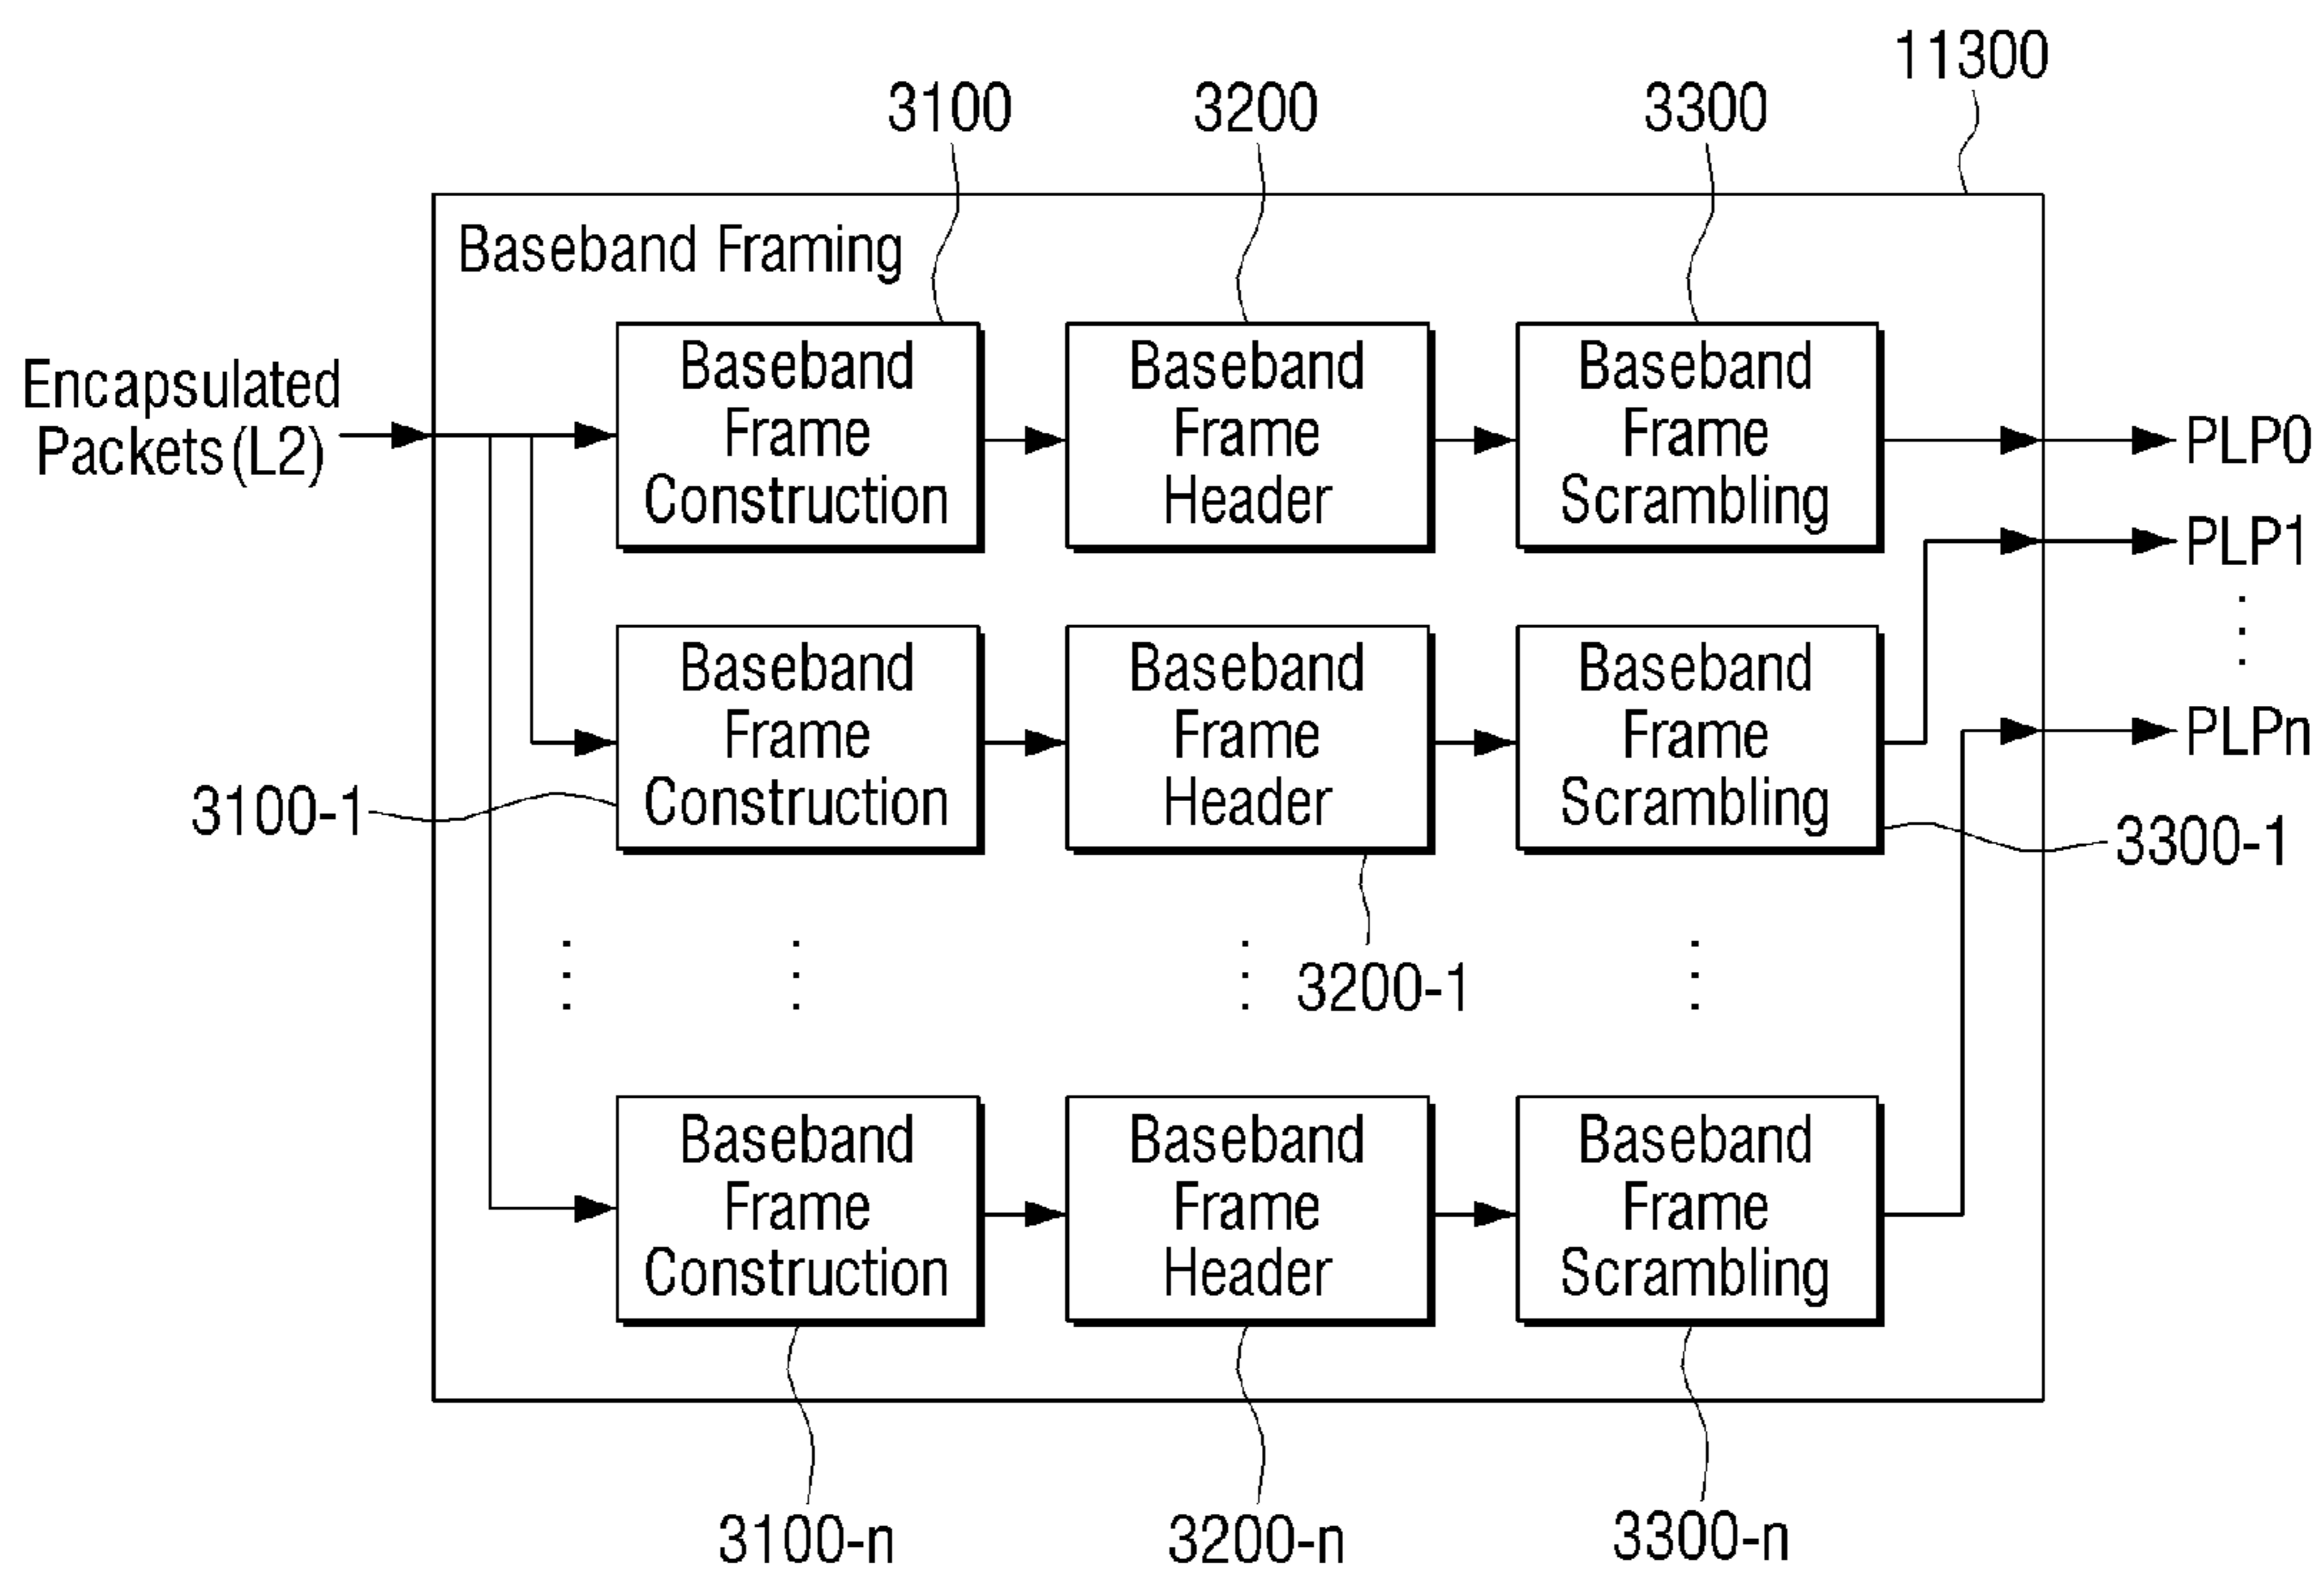 11300
3100
3200
3300
Baseband Framing
Encapsulated
Packets(L2)
Baseband
Frame
Construction
Baseband
Frame
Header
Baseband
Frame
Scrambling
PLP0
PLP1
PLPn
Baseband
Frame
Construction
Baseband
Frame
Header
Baseband
Frame
Scrambling
3100-1
3300-1
3200-1
Baseband
Frame
Construction
Baseband
Frame
Header
Baseband
Frame
Scrambling
3100-n
3200-n
3300-n